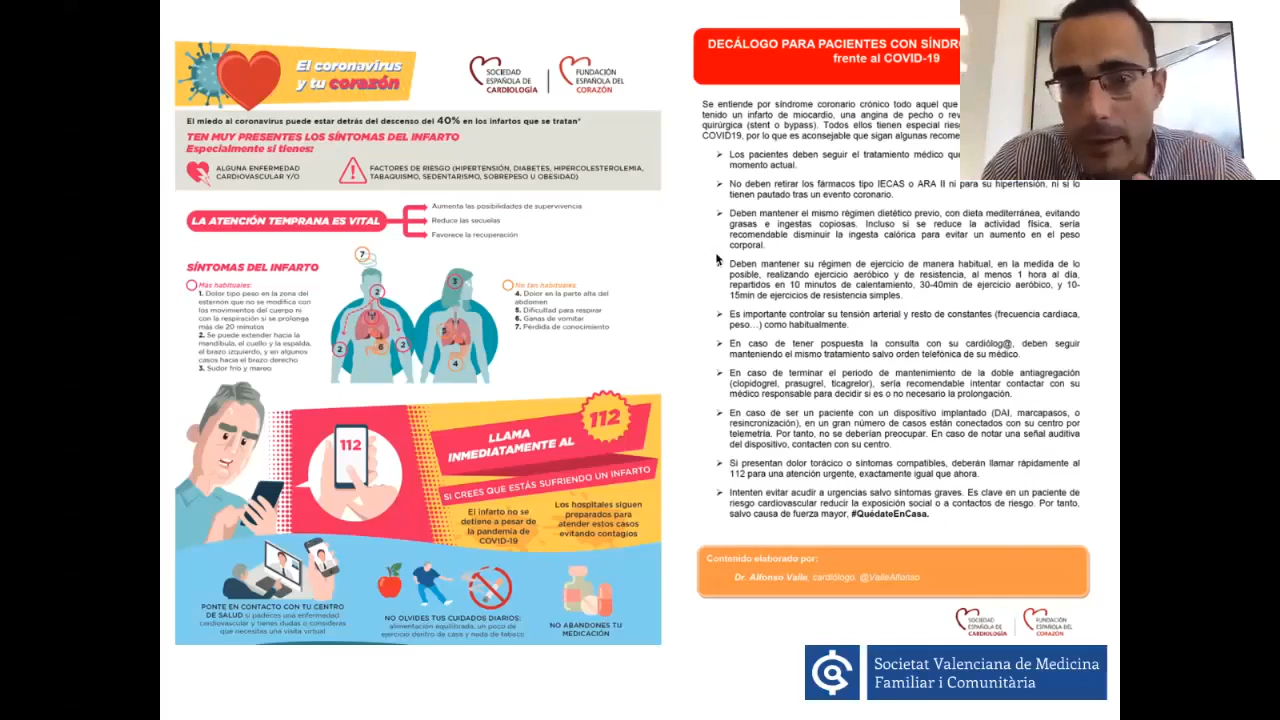 El coronavirus
y tu corazón
SOCIEDAD
ESPAÑOLA DE
CARDIOLOGÍA
FUNDACIÓN
ESPAÑOLA DEL
CORAZÓN
El miedo al coronavirus puede estar detrás del descenso del 40% en los infartos que se tratan*
TEN MUY PRESENTES LOS SÍNTOMAS DEL INFARTO
Especialmente si tienes:
ALGUNA ENFERMEDAD
CARDIOVASCULAR Y/O
FACTORES DE RIESGO (HIPERTENSIÓN, DIABETES, HIPERCOLESTEROLEMIA,
TABAQUISMO, SEDENTARISMO, SOBREPESO U OBESIDAD)
LA ATENCIÓN TEMPRANA ES VITAL
Aumenta las posibilidades de supervivencia
Reduce las secuelas
Favorece la recuperación
SÍNTOMAS DEL INFARTO
Más habituales:
1. Dolor tipo peso en la zona del
esternón que no se modifica con
los movimientos del cuerpo ni
con la respiración si se prolonga
más de 20 minutos
2. Se puede extender hacia la
mandíbula, el cuello y la espalda,
el brazo izquierdo, y en algunos
casos hacia el brazo derecho
3. Sudor frío y mareo
7
2
2
2
6
3
5
4
No tan habituales:
4. Dolor en la parte alta del
abdomen
5. Dificultad para respirar
6. Ganas de vomitar
7. Pérdida de conocimiento
112
112
LLAMA
INMEDIATAMENTE AL
SI CREES QUE ESTÁS SUFRIENDO UN INFARTO
El infarto no se
detiene a pesar de
la pandemia de
COVID-19
Los hospitales siguen
preparados para
atender estos casos
evitando contagios
PONTE EN CONTACTO CON TU CENTRO
DE SALUD si padeces una enfermedad
cardiovascular y tienes dudas o consideras
que necesitas una visita virtual
NO OLVIDES TUS CUIDADOS DIARIOS:
alimentación equilibrada, un poco de
ejercicio dentro de casa y nada de tabaco
NO ABANDONES TU
MEDICACIÓN
DECÁLOGO PARA PACIENTES CON SÍNDRO
frente al COVID-19
Se entiende por síndrome coronario crónico todo aquel que
tenido un infarto de miocardio, una angina de pecho o rev
quirúrgica (stent o bypass). Todos ellos tienen especial ries
COVID19, por lo que es aconsejable que sigan algunas recome
➢ Los pacientes deben seguir el tratamiento médico qu
momento actual.
➢ No deben retirar los fármacos tipo IECAS o ARA II ni para su hipertensión, ni si lo
tienen pautado tras un evento coronario.
➢ Deben mantener el mismo régimen dietético previo, con dieta mediterránea, evitando
grasas e ingestas copiosas. Incluso si se reduce la actividad física, sería
recomendable disminuir la ingesta calórica para evitar un aumento en el peso
corporal.
➢ Deben mantener su régimen de ejercicio de manera habitual, en la medida de lo
posible, realizando ejercicio aeróbico y de resistencia, al menos 1 hora al día,
repartidos en 10 minutos de calentamiento, 30-40min de ejercicio aeróbico, y 10-
15min de ejercicios de resistencia simples.
➢ Es importante controlar su tensión arterial y resto de constantes (frecuencia cardiaca,
peso…) como habitualmente.
➢ En caso de tener pospuesta la consulta con su cardiólog@, deben seguir
manteniendo el mismo tratamiento salvo orden telefónica de su médico.
➢ En caso de terminar el periodo de mantenimiento de la doble antiagregación
(clopidogrel, prasugrel, ticagrelor), sería recomendable intentar contactar con su
médico responsable para decidir si es o no necesario la prolongación.
➢ En caso de ser un paciente con un dispositivo implantado (DAI, marcapasos, o
resincronización), en un gran número de casos están conectados con su centro por
telemetría. Por tanto, no se deberían preocupar. En caso de notar una señal auditiva
del dispositivo, contacten con su centro.
➢ Si presentan dolor torácico o síntomas compatibles, deberán llamar rápidamente al
112 para una atención urgente, exactamente igual que ahora.
➢ Intenten evitar acudir a urgencias salvo síntomas graves. Es clave en un paciente de
riesgo cardiovascular reducir la exposición social o a contactos de riesgo. Por tanto,
salvo causa de fuerza mayor, #QuédateEnCasa.
Contenido elaborado por:
Dr. Alfonso Valle, cardiólogo. @ValleAlfonso
SOCIEDAD
ESPAÑOLA DE
CARDIOLOGÍA
FUNDACIÓN
ESPAÑOLA DEL
CORAZÓN
Societat Valenciana de Medicina
Familiar i Comunitària